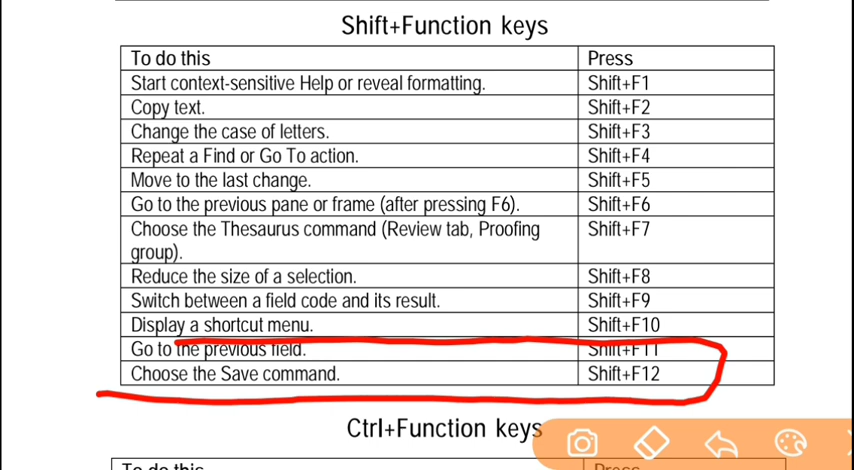 Shift+Function keys
To do this Press
Start context-sensitive Help or reveal formatting. Shift+F1
Copy text. Shift+F2
Change the case of letters. Shift+F3
Repeat a Find or Go To action. Shift+F4
Move to the last change. Shift+F5
Go to the previous pane or frame (after pressing F6). Shift+F6
Choose the Thesaurus command (Review tab, Proofing Shift+F7
group).
Reduce the size of a selection. Shift+F8
Switch between a field code and its result. Shift+F9
Display a shortcut menu. Shift+F10
Go to the previous field. Shift+F11
Choose the Save command. Shift+F12
Ctrl+Function keys
To do this Press